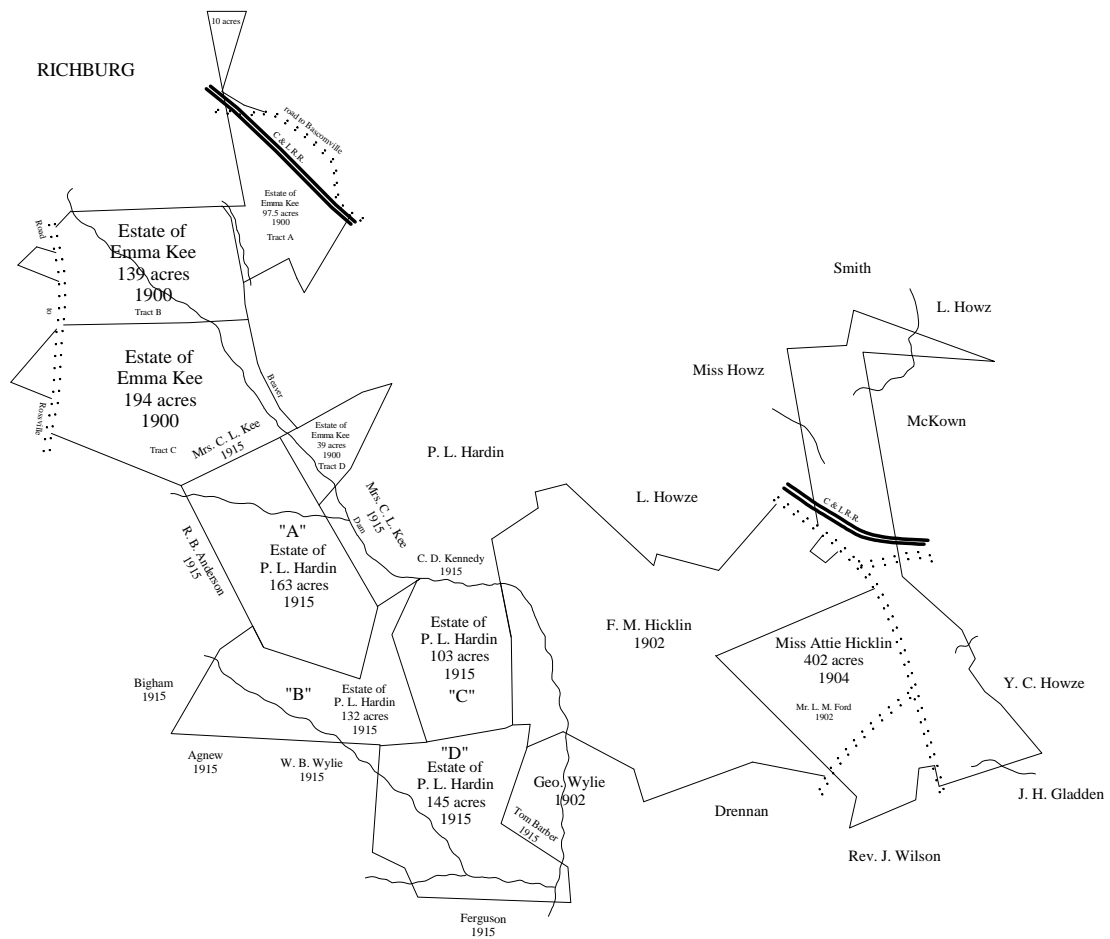 10 acres
RICHBURG
road to Bascomville
C & L R.R.
Estate of
Emma Kee
97.5 acres
1900
Tract A
Road
to
Rossville
Estate of
Emma Kee
139 acres
1900
Tract B
Estate of
Emma Kee
194 acres
1900
Tract C
Beaver
Dam
Mrs. C. L. Kee
1915
Estate of
Emma Kee
39 acres
1900
Tract D
Mrs. C. L. Kee
1915
P. L. Hardin
Smith
L. Howz
Miss Howz
McKown
L. Howze
C & L R.R.
R. B. Anderson
1915
"A"
Estate of
P. L. Hardin
163 acres
1915
C. D. Kennedy
1915
Estate of
P. L. Hardin
103 acres
1915
"C"
F. M. Hicklin
1902
Miss Attie Hicklin
402 acres
1904
Mr. L. M. Ford
1902
Y. C. Howze
Bigham
1915
"B"
Estate of
P. L. Hardin
132 acres
1915
Agnew
1915
W. B. Wylie
1915
"D"
Estate of
P. L. Hardin
145 acres
1915
Geo. Wylie
1902
Tom Barber
1915
Drennan
J. H. Gladden
Rev. J. Wilson
Ferguson
1915